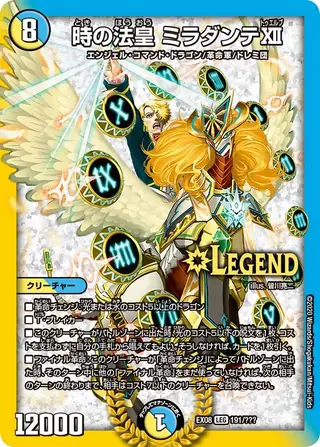 8
とき ほうおう トゥエルブ
時の法皇 ミラダンテXII
エンジェル・コマンド・ドラゴン/革命軍/ドレミ団
LEGEND
illus. 皆川亮二
クリーチャー
■革命チェンジ:光または水のコスト5以上のドラゴン
■T・ブレイカー
■このクリーチャーがバトルゾーンに出た時、光のコスト5以下の呪文を1枚、コストを支払わずに自分の手札から唱えてもよい。そうしなければ、カードを1枚引く。
■ファイナル革命:このクリーチャーが「革命チェンジ」によってバトルゾーンに出た時、そのターン中に他の「ファイナル革命」をまだ使っていなければ、次の相手のターンの終わりまで、相手はコスト7以下のクリーチャーを召喚できない。
12000
1
EX08 LEG 191/???